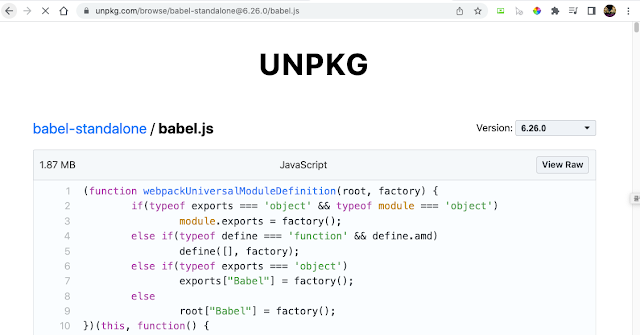 unpkg.com/browse/babel-standalone@6.26.0/babel.js
UNPKG
babel-standalone / babel.js
Version: 6.26.0
1.87 MB JavaScript View Raw
1 (function webpackUniversalModuleDefinition(root, factory) {
2 if(typeof exports === 'object' && typeof module === 'object')
3 module.exports = factory();
4 else if(typeof define === 'function' && define.amd)
5 define([], factory);
6 else if(typeof exports === 'object')
7 exports["Babel"] = factory();
8 else
9 root["Babel"] = factory();
10 })(this, function() {